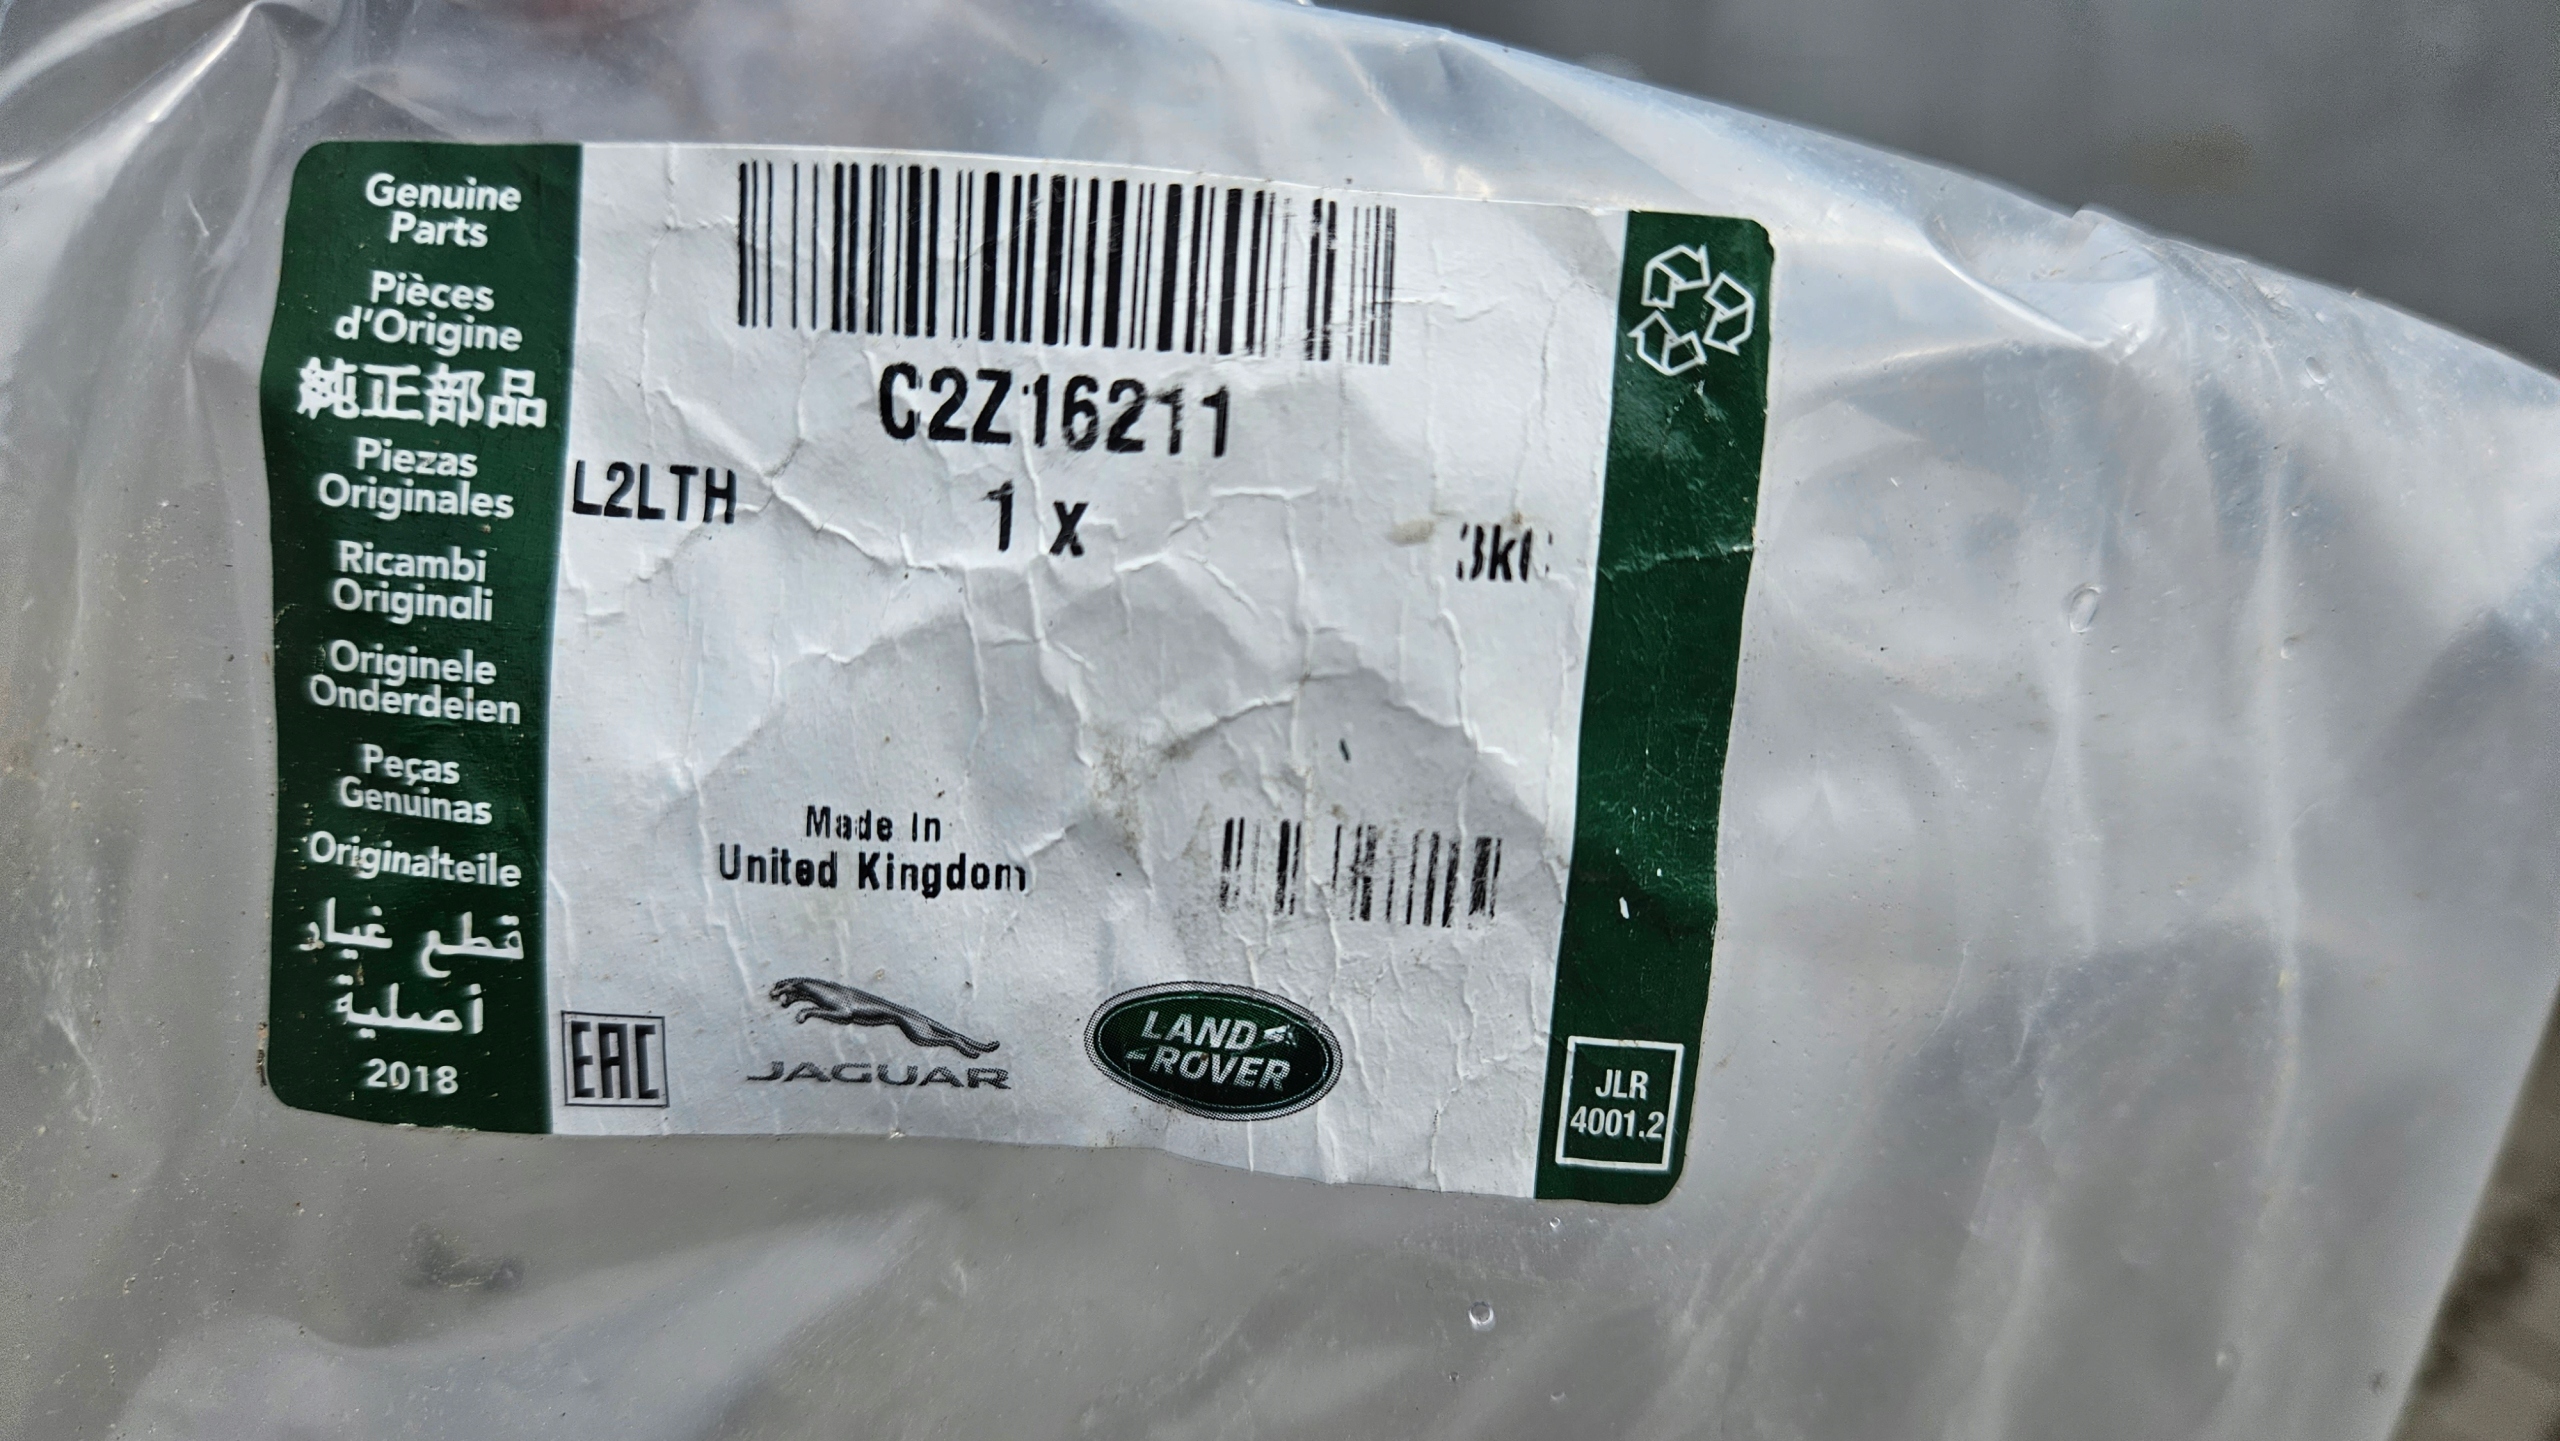 Genuine
Parts
Pièces
d'Origine
純正部品
Piezas
Originales
Ricambi
Originali
Originele
Onderdelen
Peças
Genuinas
Originalteile
قطع غيار
أصلية
2018
C2Z16211
L2LTH
1 x
Made In
United Kingdom
EAC
JAGUAR
LAND
ROVER
JLR
4001.2